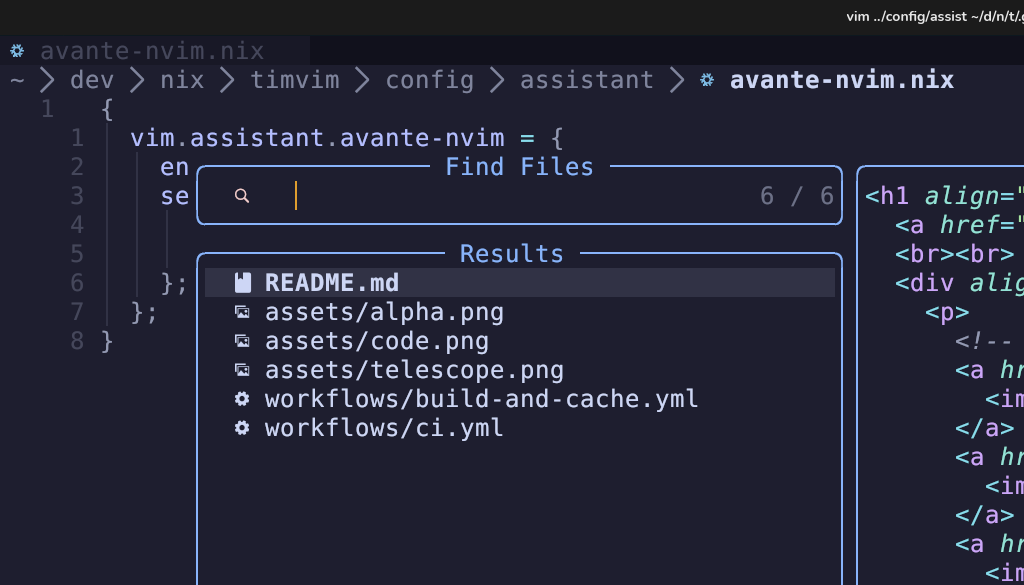 vim ../config/assist ~/d/n/t/.g
avante-nvim.nix
~ > dev > nix > timvim > config > assistant > avante-nvim.nix
1 {
1 vim.assistant.avante-nvim = {
2 en
3 se
4
5
6 };
7 };
8 }
Find Files
6 / 6
Results
README.md
assets/alpha.png
assets/code.png
assets/telescope.png
workflows/build-and-cache.yml
workflows/ci.yml
<h1 align="
<a href="
<br><br>
<div alig
<p>
<!--
<a hr
<im
</a>
<a hr
<im
</a>
<a hr
<im